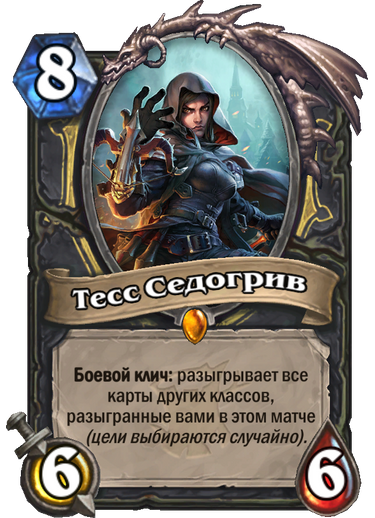 8
Тесс Седогрив
Боевой клич: разыгрывает все
карты других классов,
разыгранные вами в этом матче
(цели выбираются случайно).
6
6